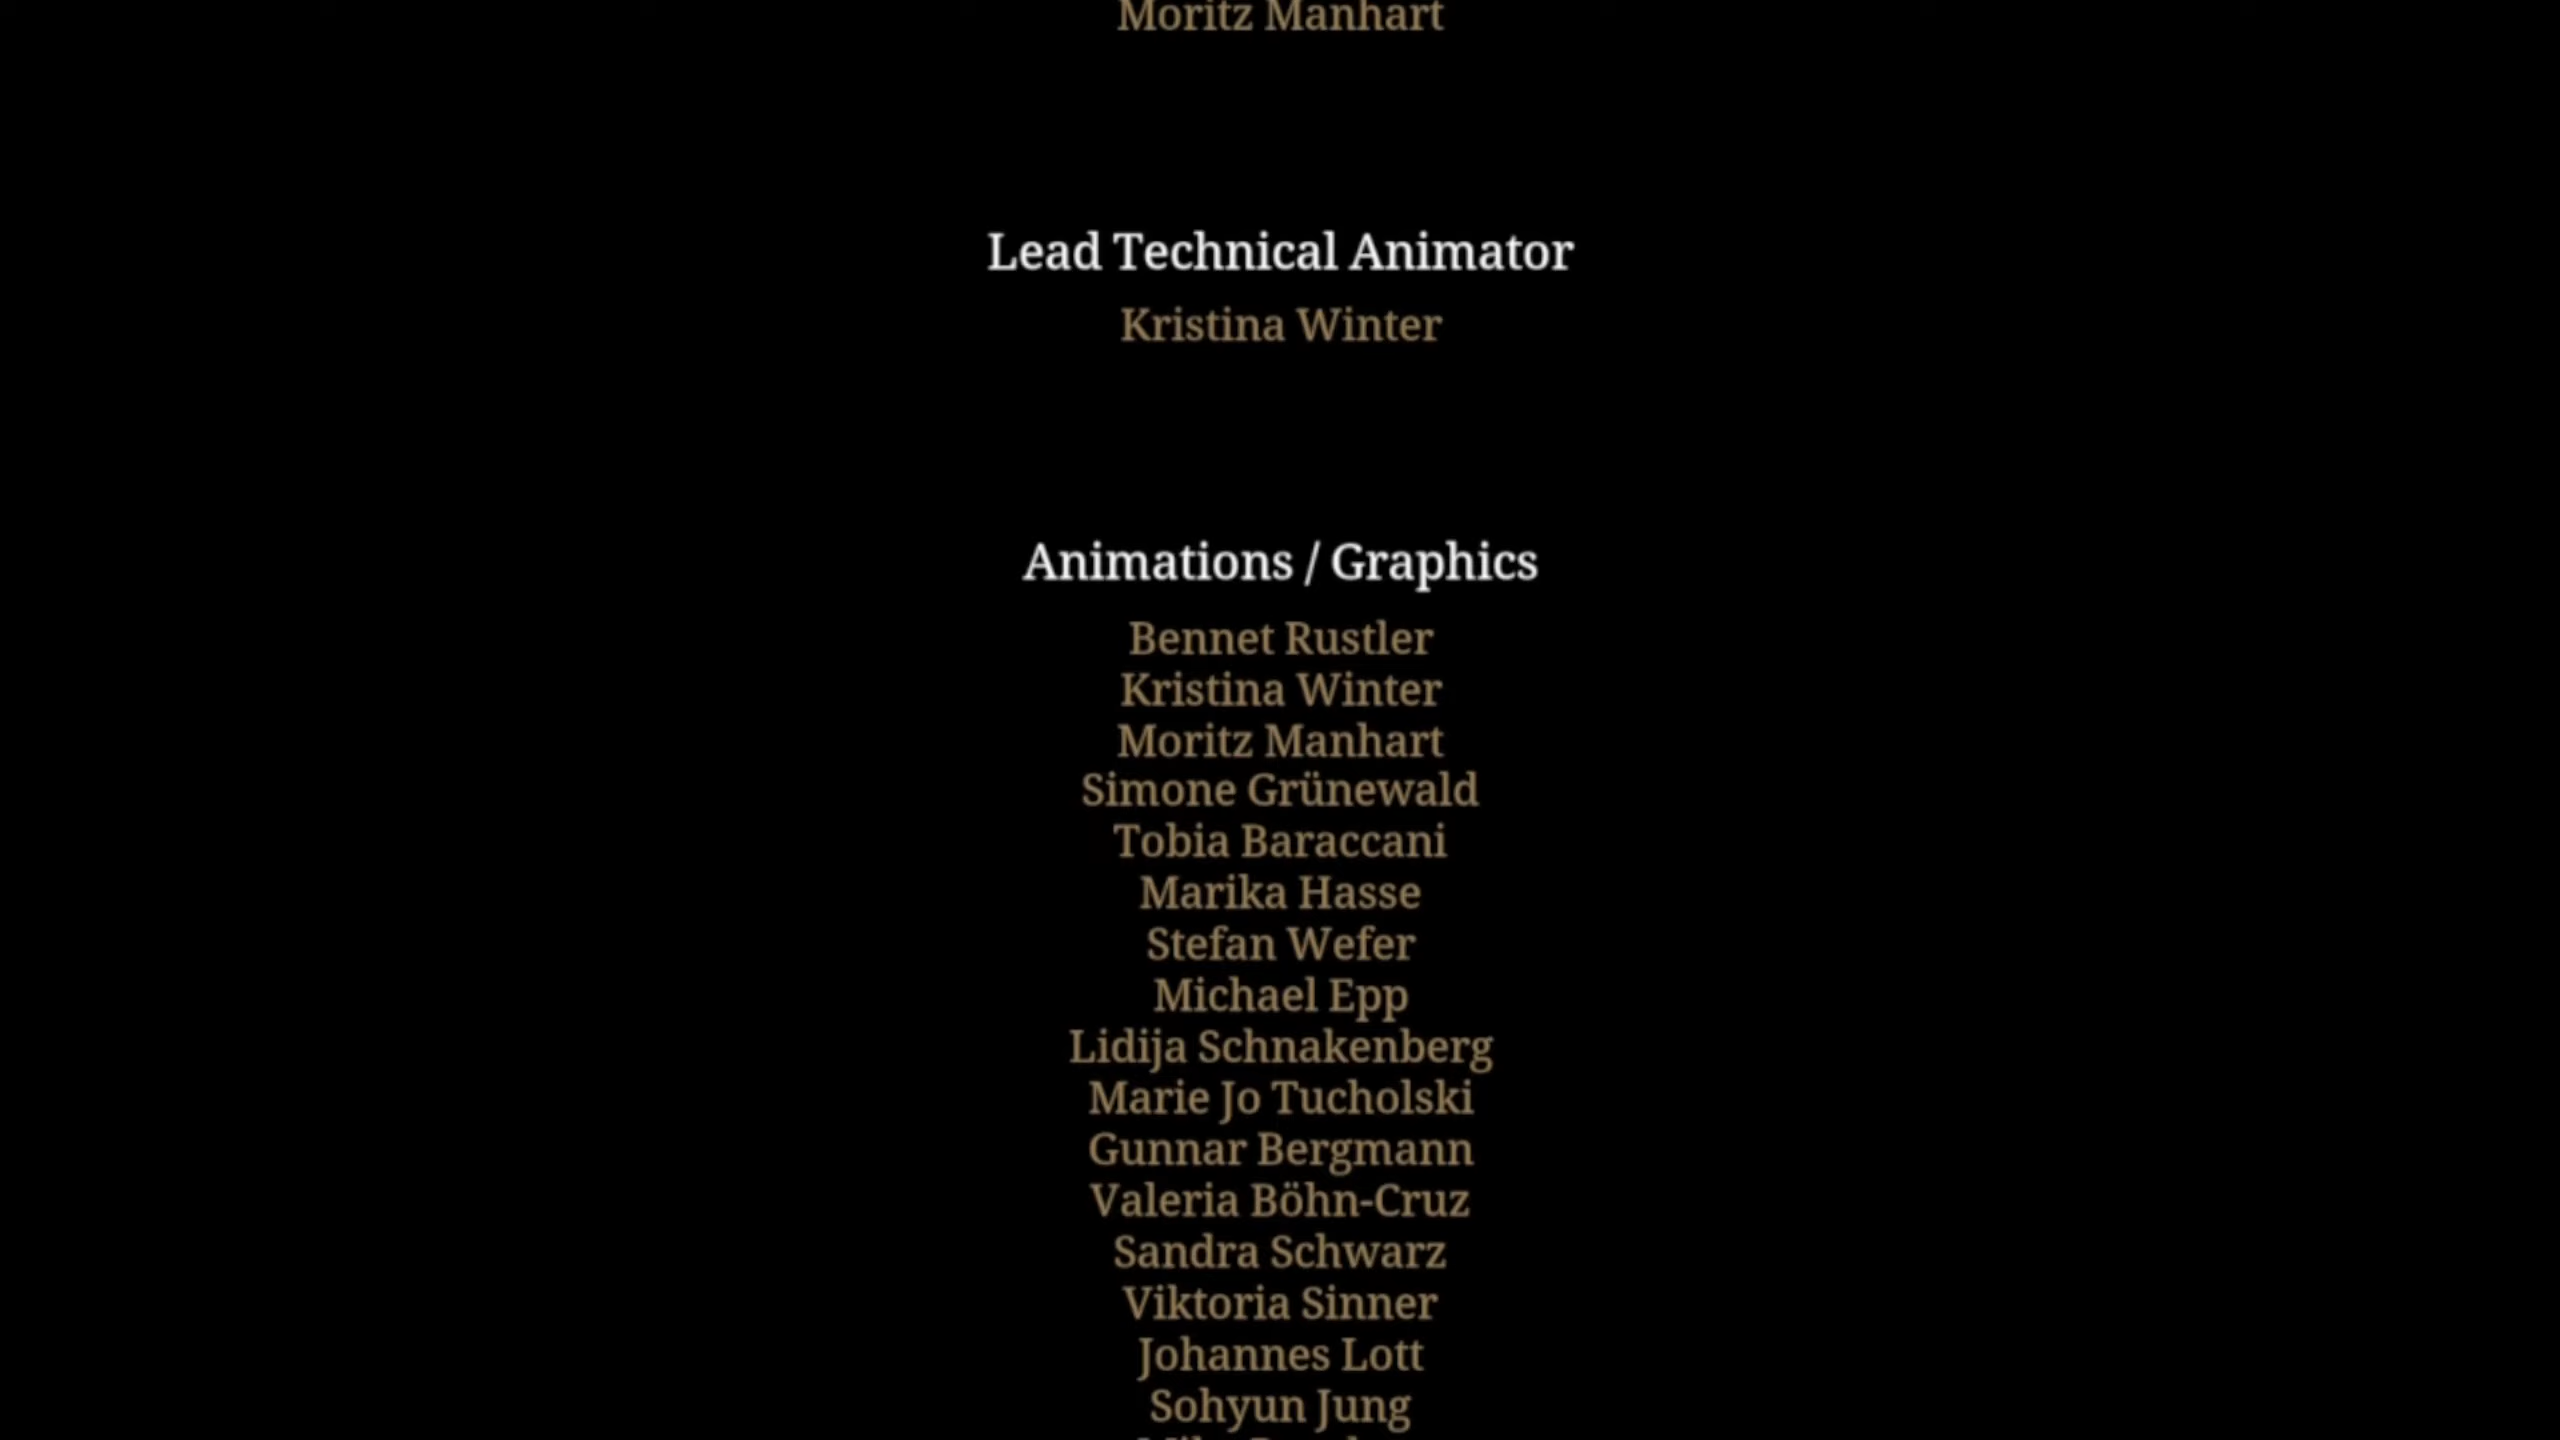 Moritz Manhart
Lead Technical Animator
Kristina Winter
Animations / Graphics
Bennet Rustler
Kristina Winter
Moritz Manhart
Simone Grünewald
Tobia Baraccani
Marika Hasse
Stefan Wefer
Michael Epp
Lidija Schnakenberg
Marie Jo Tucholski
Gunnar Bergmann
Valeria Böhn-Cruz
Sandra Schwarz
Viktoria Sinner
Johannes Lott
Sohyun Jung